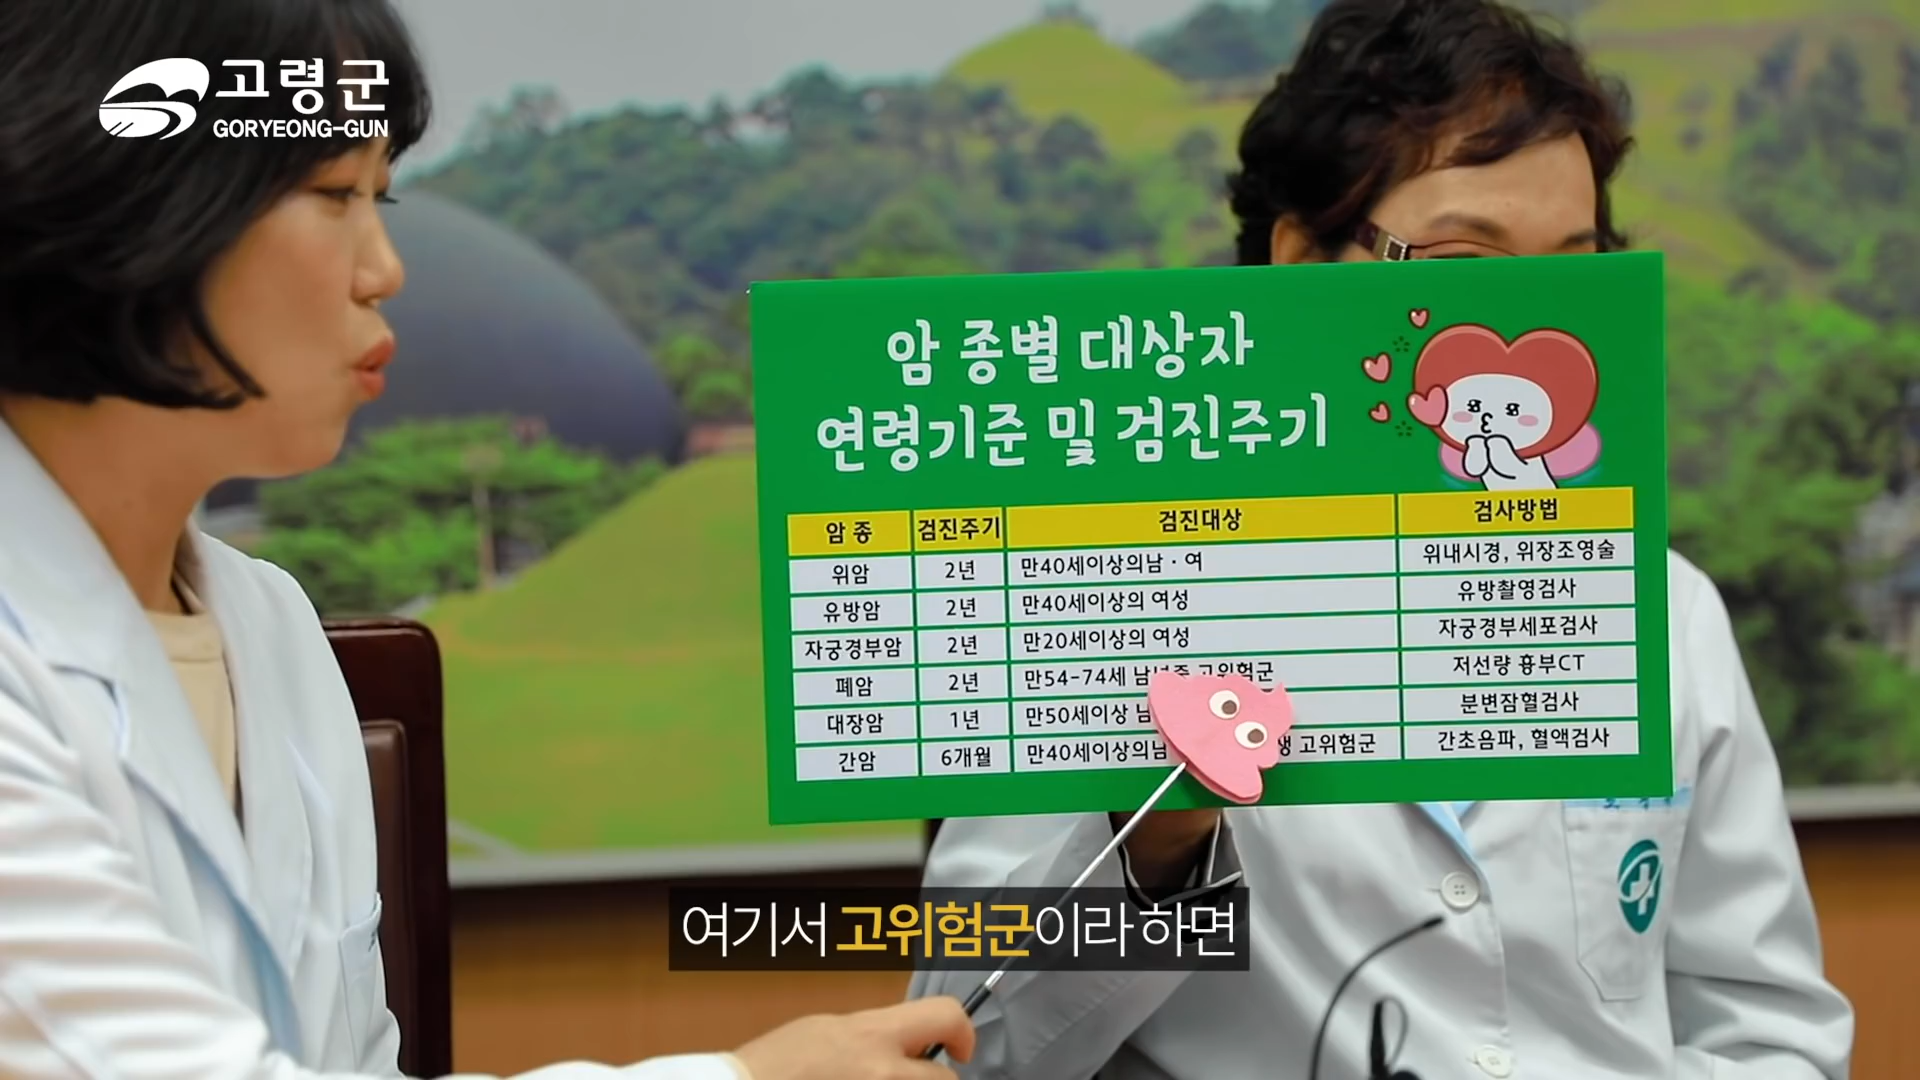 고령군
GORYEONG-GUN
암 종별 대상자
연령기준 및 검진주기
암 종 검진주기 검진대상 검사방법
위암 2년 만40세이상의남·여 위내시경, 위장조영술
유방암 2년 만40세이상의 여성 유방촬영검사
자궁경부암 2년 만20세이상의 여성 자궁경부세포검사
폐암 2년 만54-74세 고위험군 저선량 흉부CT
대장암 1년 만50세이상 분변잠혈검사
간암 6개월 만40세이상의남 고위험군 간초음파, 혈액검사
여기서 고위험군이라 하면